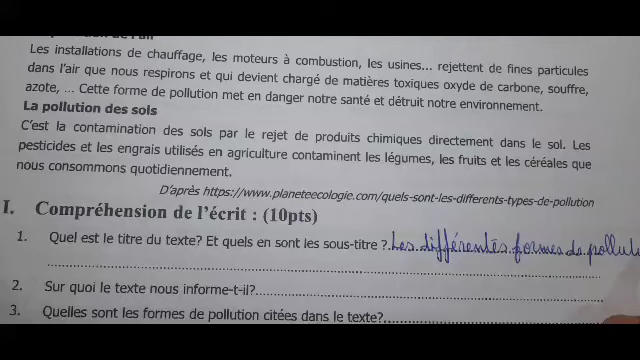 Les installations de chauffage, les moteurs à combustion, les usines... rejettent de fines particules
dans l'air que nous respirons et qui devient chargé de matières toxiques oxyde de carbone, souffre,
azote, ... Cette forme de pollution met en danger notre santé et détruit notre environnement.
La pollution des sols
C'est la contamination des sols par le rejet de produits chimiques directement dans le sol. Les
pesticides et les engrais utilisés en agriculture contaminent les légumes, les fruits et les céréales que
nous consommons quotidiennement.
D'après https://www.planeteecologie.com/quels-sont-les-differents-types-de-pollution
I. Compréhension de l'écrit : (10pts)
1. Quel est le titre du texte? Et quels en sont les sous-titre ? Les différentes formes de pollut
2. Sur quoi le texte nous informe-t-il?
3. Quelles sont les formes de pollution citées dans le texte?